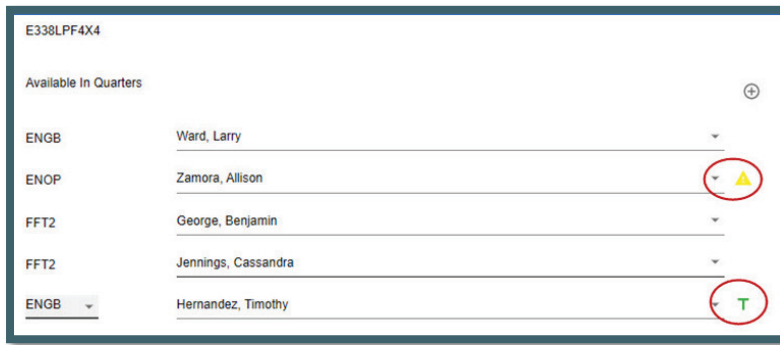 E338LPF4X4
Available In Quarters
ENGB Ward, Larry
ENOP Zamora, Allison
FFT2 George, Benjamin
FFT2 Jennings, Cassandra
ENGB Hernandez, Timothy T